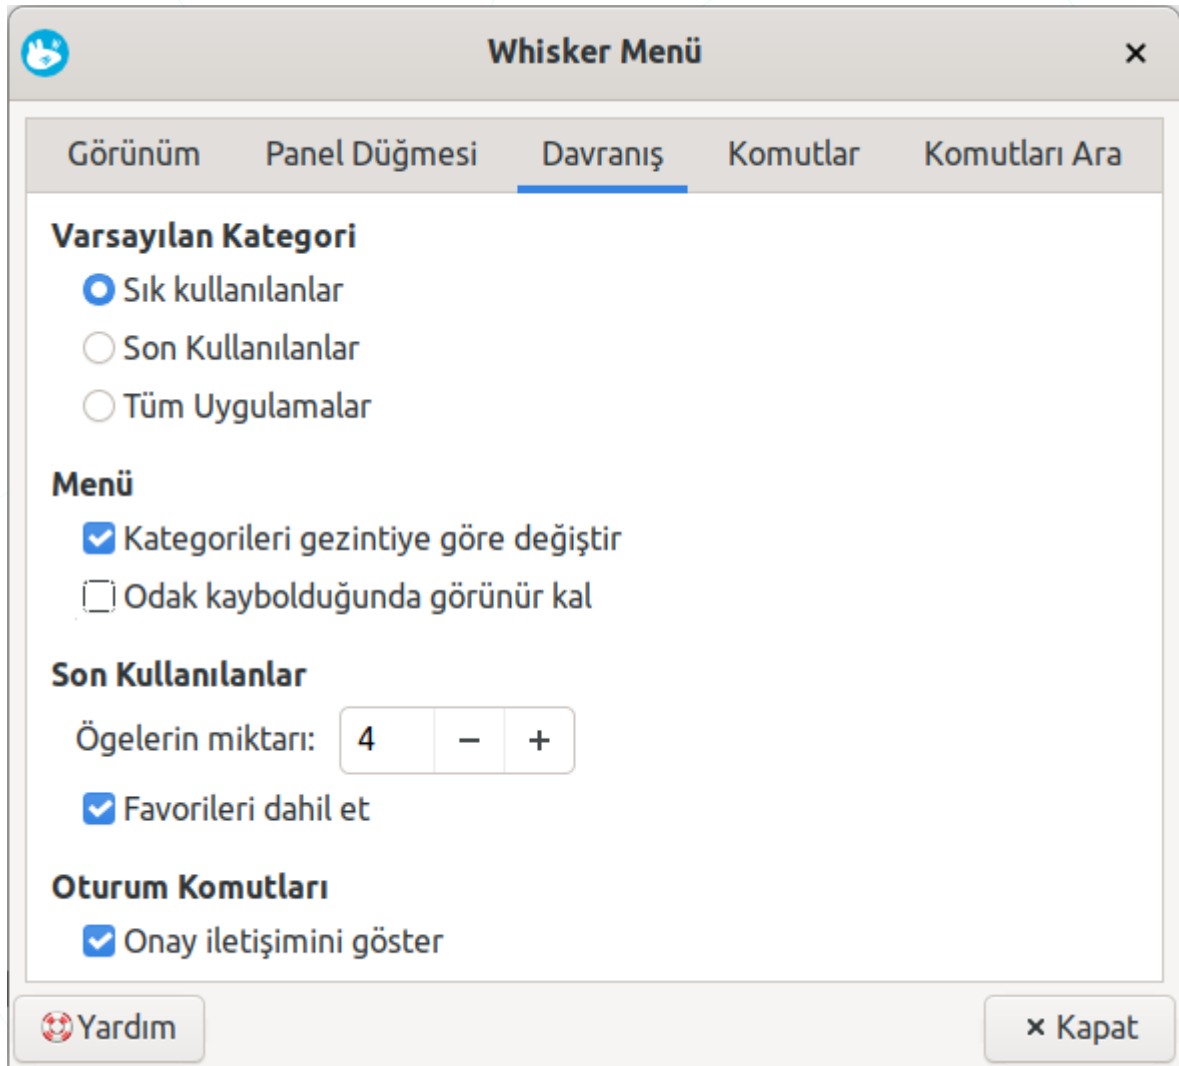 Whisker Menü
Görünüm Panel Düğmesi Davranış Komutlar Komutları Ara
Varsayılan Kategori
Sık kullanılanlar
Son Kullanılanlar
Tüm Uygulamalar
Menü
Kategorileri gezintiye göre değiştir
Odak kaybolduğunda görünür kal
Son Kullanılanlar
Ögelerin miktarı: 4 − +
Favorileri dahil et
Oturum Komutları
Onay iletişimini göster
Yardım Kapat